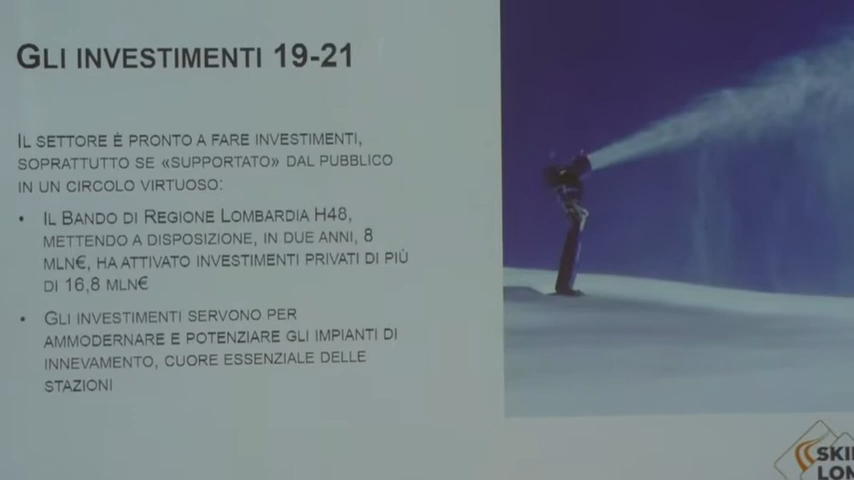 GLI INVESTIMENTI 19-21
IL SETTORE È PRONTO A FARE INVESTIMENTI,
SOPRATTUTTO SE «SUPPORTATO» DAL PUBBLICO
IN UN CIRCOLO VIRTUOSO:
• IL BANDO DI REGIONE LOMBARDIA H48,
METTENDO A DISPOSIZIONE, IN DUE ANNI, 8
MLN€, HA ATTIVATO INVESTIMENTI PRIVATI DI PIÙ
DI 16,8 MLN€
• GLI INVESTIMENTI SERVONO PER
AMMODERNARE E POTENZIARE GLI IMPIANTI DI
INNEVAMENTO, CUORE ESSENZIALE DELLE
STAZIONI